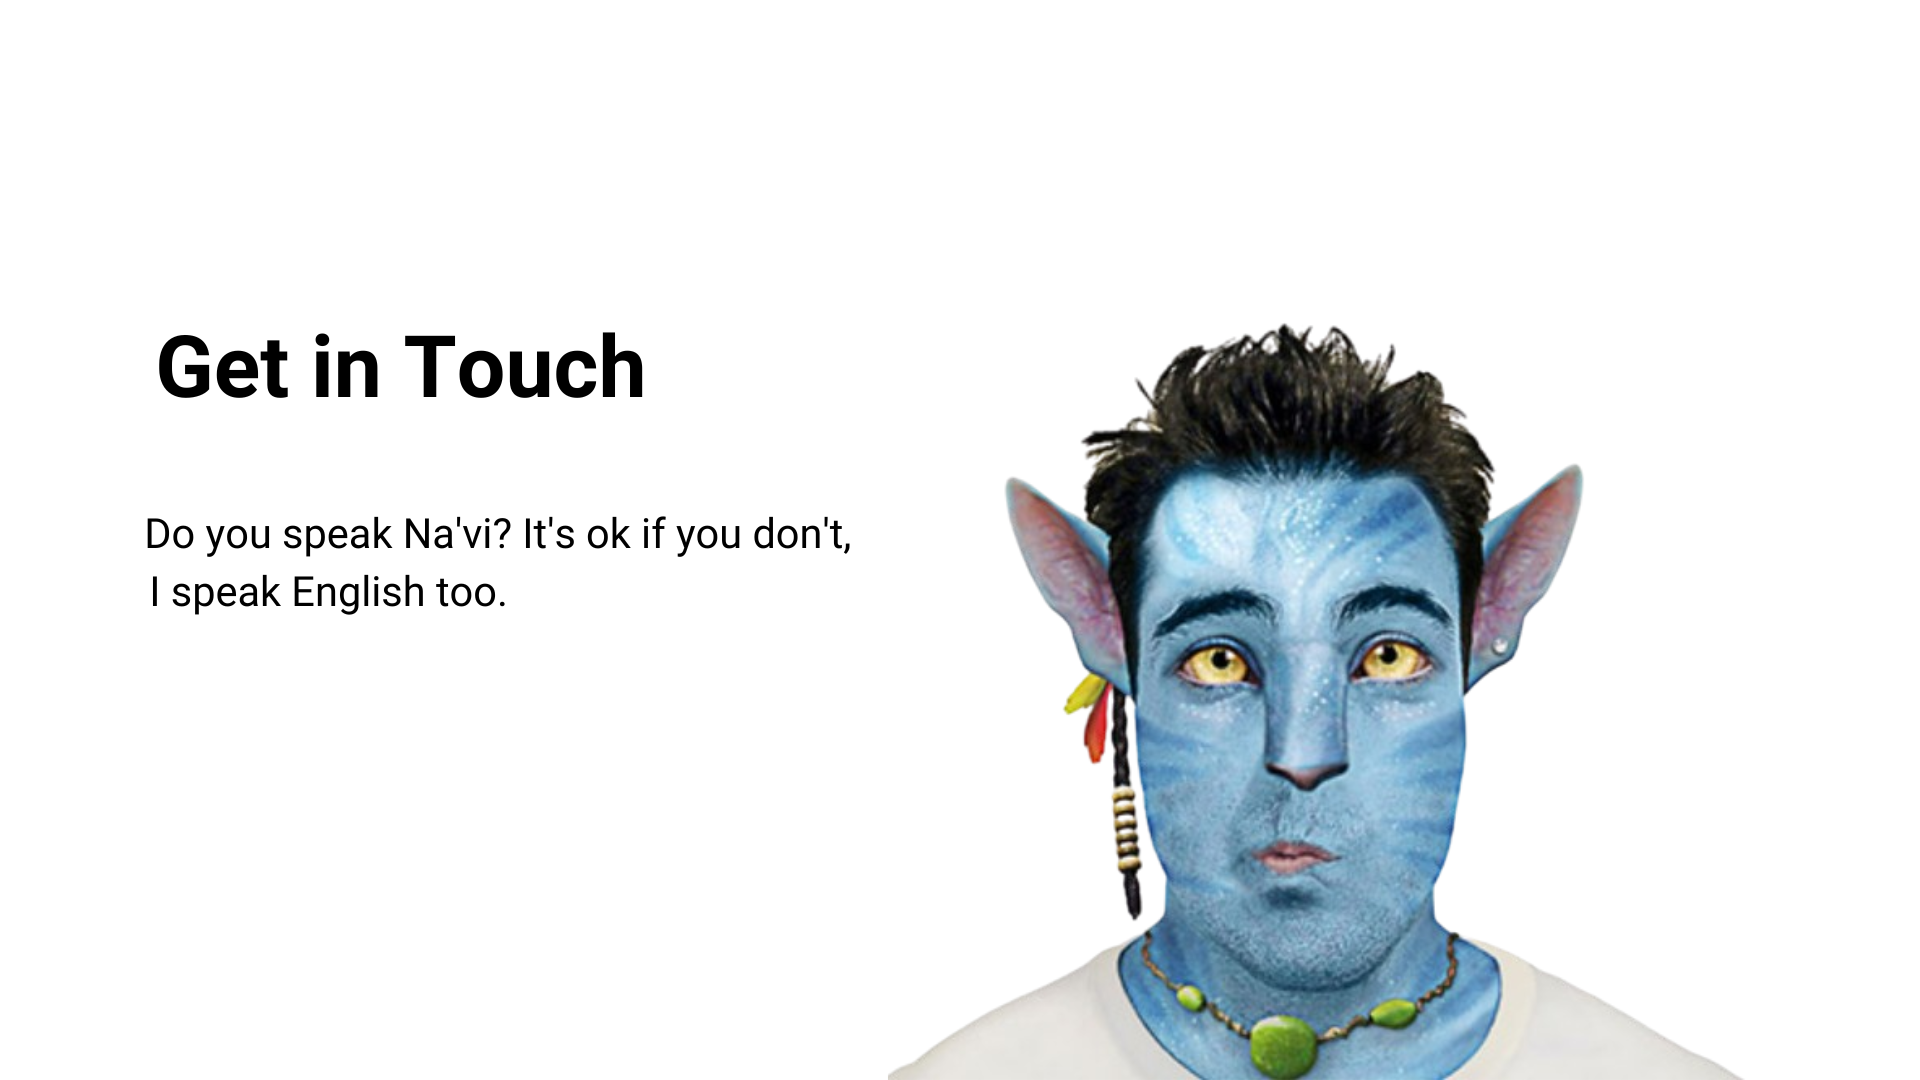 Get in Touch
Do you speak Na'vi? It's ok if you don't,
I speak English too.